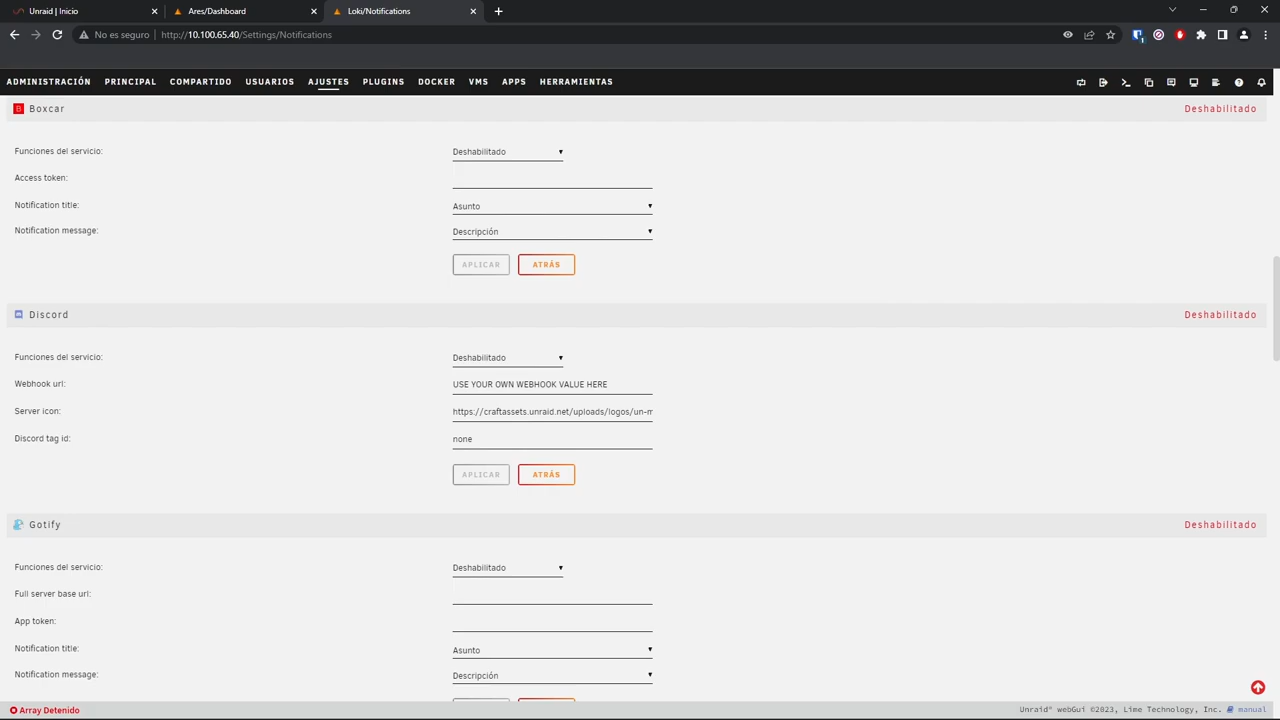 Unraid | Inicio
Ares/Dashboard
Loki/Notifications
No es seguro
http://10.100.65.40/Settings/Notifications
ADMINISTRACIÓN PRINCIPAL COMPARTIDO USUARIOS AJUSTES PLUGINS DOCKER VMS APPS HERRAMIENTAS
Boxcar
Deshabilitado
Funciones del servicio:
Deshabilitado
Access token:
Notification title:
Asunto
Notification message:
Descripción
APLICAR
ATRÁS
Discord
Deshabilitado
Funciones del servicio:
Deshabilitado
Webhook url:
USE YOUR OWN WEBHOOK VALUE HERE
Server icon:
https://craftassets.unraid.net/uploads/logos/un-m
Discord tag id:
none
APLICAR
ATRÁS
Gotify
Deshabilitado
Funciones del servicio:
Deshabilitado
Full server base url:
App token:
Notification title:
Asunto
Notification message:
Descripción
Array Detenido
Unraid® webGui ©2023, Lime Technology, Inc. manual